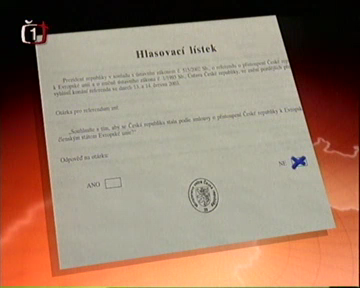 Č1
Hlasovací lístek
Prezident republiky v souladu s ústavním zákonem č. 515/2002 Sb., o referendu o přistoupení České republiky
k Evropské unii a o změně ústavního zákona č. 1/1993 Sb., Ústava České republiky, ve znění pozdějších
vyhlásil konání referenda na dnech 13. a 14. června 2003.
Otázka pro referendum zní:
„Souhlasíte s tím, aby se Česká republika stala podle smlouvy o přistoupení České republiky k Evropské
členským státem Evropské unie?“
Odpověď na otázku:
ANO
NE